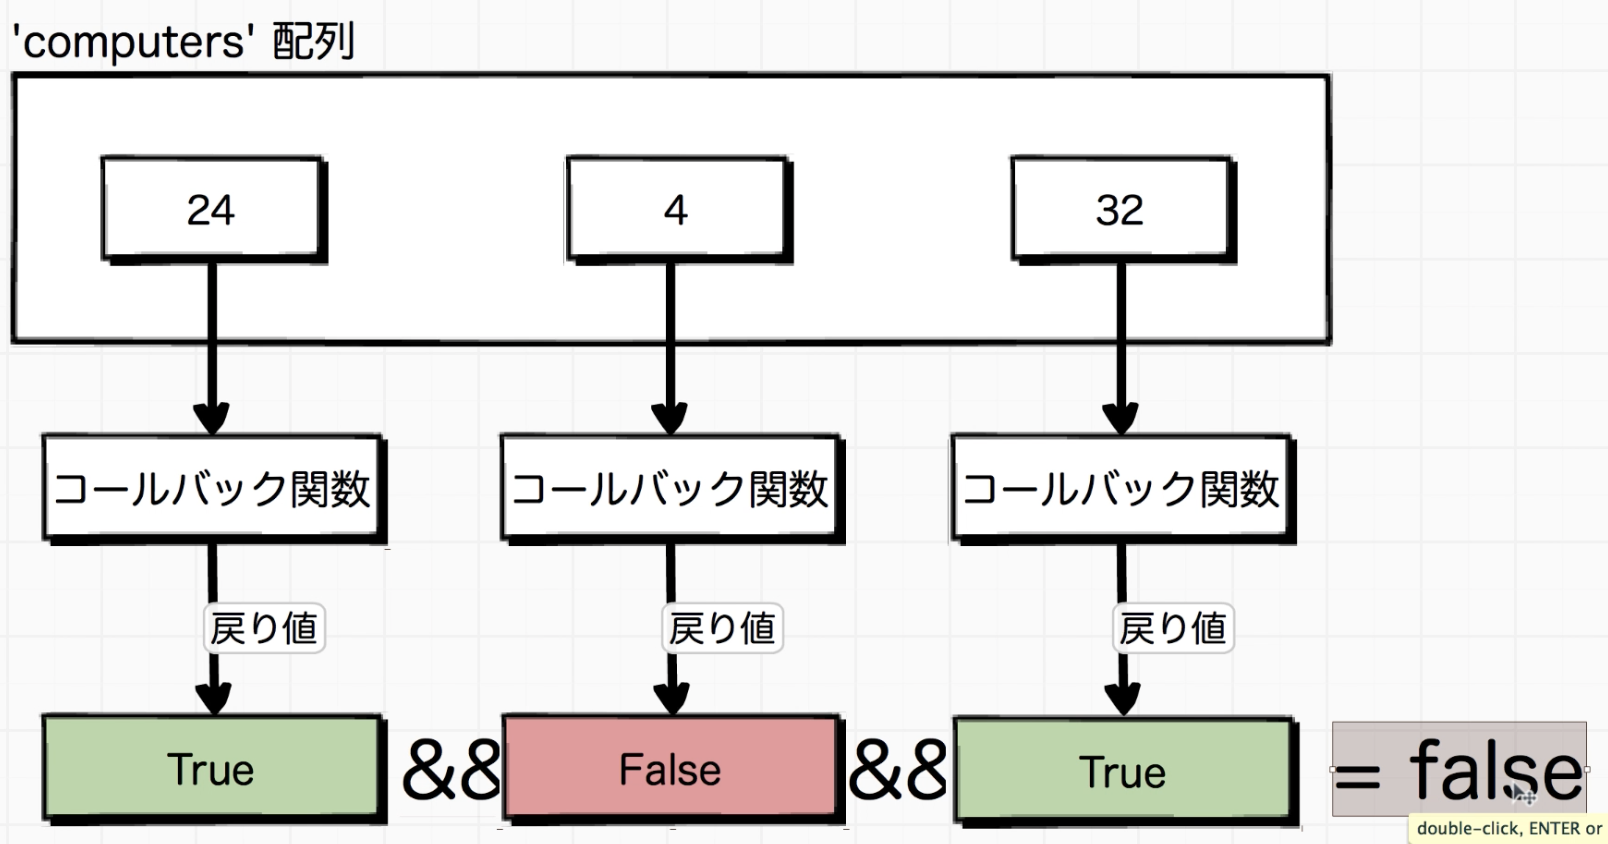 'computers' 配列
24 4 32
コールバック関数 コールバック関数 コールバック関数
戻り値 戻り値 戻り値
True && False && True = false
double-click, ENTER or